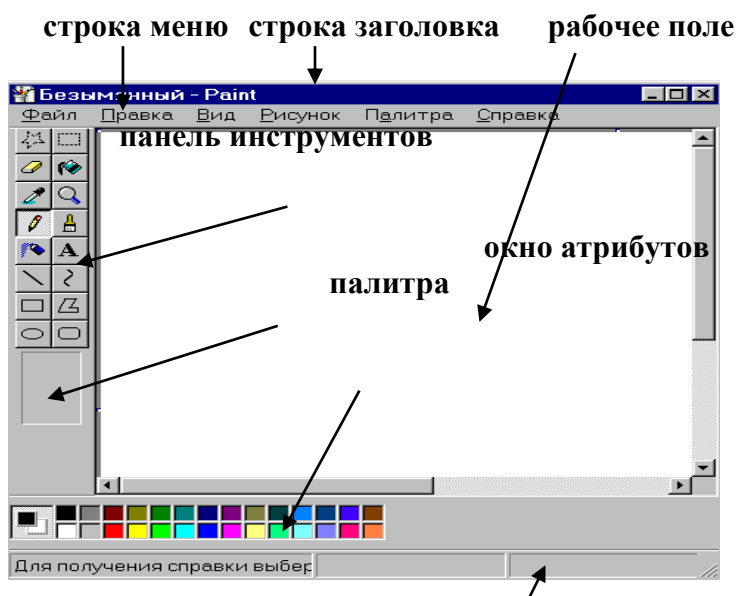 строка меню строка заголовка рабочее поле
Безымянный - Paint
Файл Правка Вид Рисунок Палитра Справка
панель инструментов
A
окно атрибутов
палитра
Для получения справки выбер